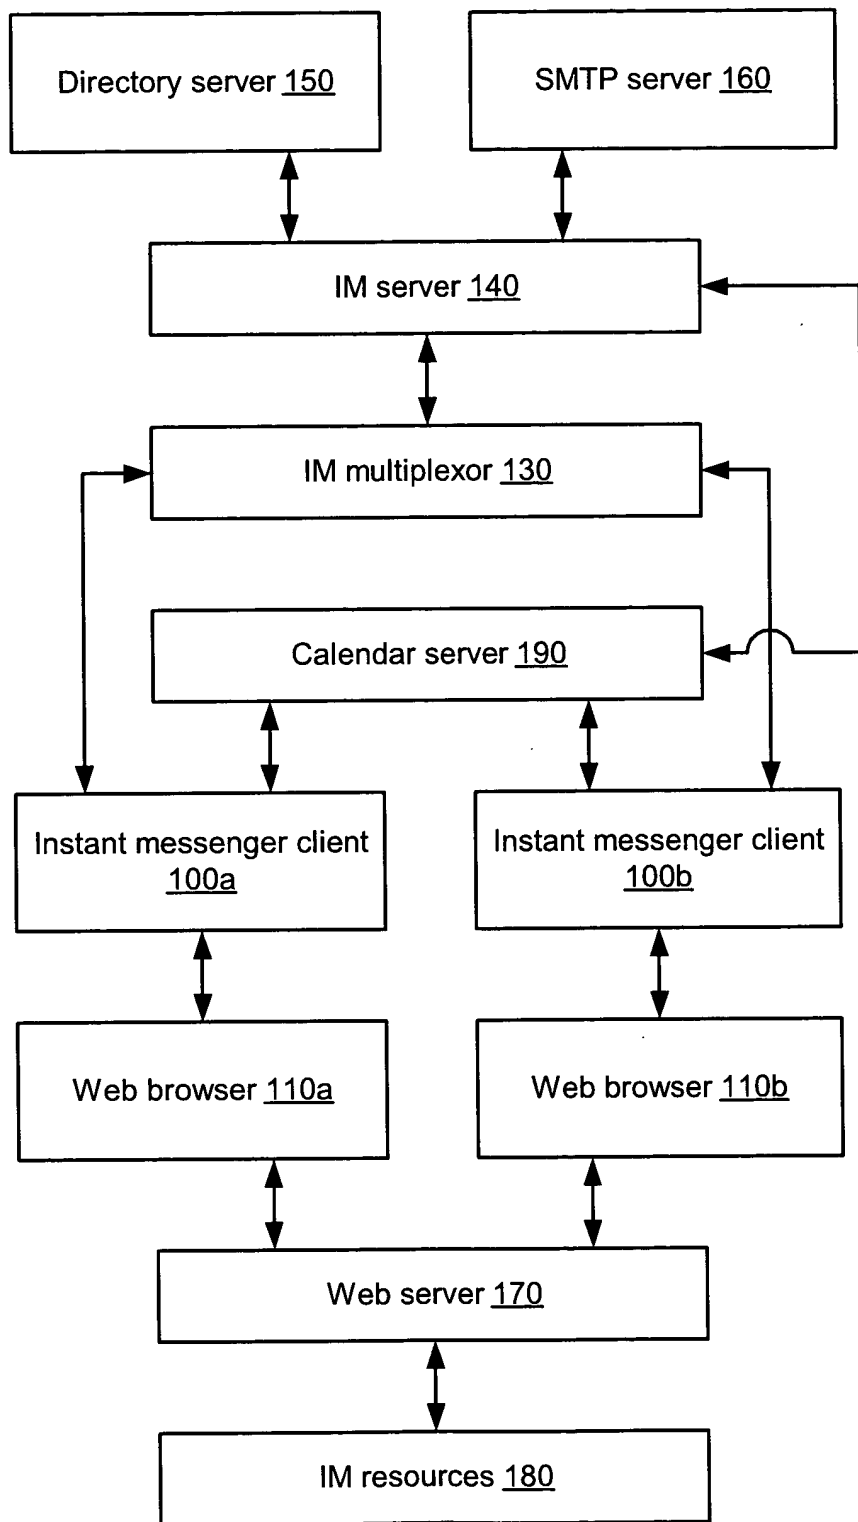 Directory server 150
SMTP server 160
IM server 140
IM multiplexor 130
Calendar server 190
Instant messenger client
100a
Instant messenger client
100b
Web browser 110a
Web browser 110b
Web server 170
IM resources 180